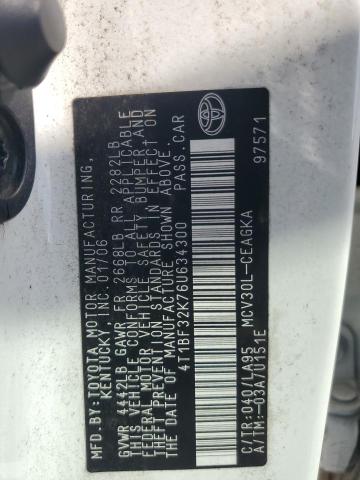 MFD.BY:TOYOTA MOTOR MANUFACTURING,
KENTUCKY, INC. 01/06
GVWR 4442LB GAWR FR 2668LB RR 2282LB
THIS VEHICLE CONFORMS TO ALL APPLICABLE
FEDERAL MOTOR VEHICLE SAFETY BUMPER AND
THEFT PREVENTION STANDARDS IN EFFECT ON
THE DATE OF MANUFACTURE SHOWN ABOVE.
4T1BF32K76U634300 PASS.CAR
C/TR:040/LA95 MCV30L-CEAGKA
A/TM:-03A/U151E 97571
TOYOTA